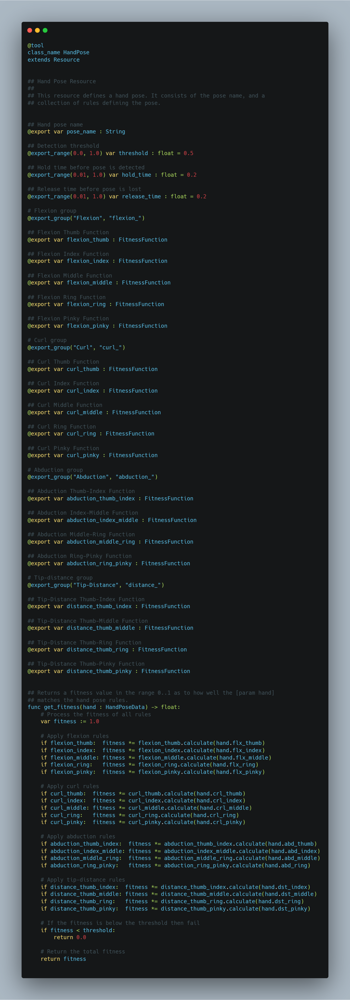 @tool
class_name HandPose
extends Resource


## Hand Pose Resource
##
## This resource defines a hand pose. It consists of the pose name, and a
## collection of rules defining the pose.


## Hand pose name
@export var pose_name : String

## Detection threshold
@export_range(0.0, 1.0) var threshold : float = 0.5

## Hold time before pose is detected
@export_range(0.01, 1.0) var hold_time : float = 0.2

## Release time before pose is lost
@export_range(0.01, 1.0) var release_time : float = 0.2

# Flexion group
@export_group("Flexion", "flexion_")

## Flexion Thumb Function
@export var flexion_thumb : FitnessFunction

## Flexion Index Function
@export var flexion_index : FitnessFunction

## Flexion Middle Function
@export var flexion_middle : FitnessFunction

## Flexion Ring Function
@export var flexion_ring : FitnessFunction

## Flexion Pinky Function
@export var flexion_pinky : FitnessFunction

# Curl group
@export_group("Curl", "curl_")

## Curl Thumb Function
@export var curl_thumb : FitnessFunction

## Curl Index Function
@export var curl_index : FitnessFunction

## Curl Middle Function
@export var curl_middle : FitnessFunction

## Curl Ring Function
@export var curl_ring : FitnessFunction

## Curl Pinky Function
@export var curl_pinky : FitnessFunction

# Abduction group
@export_group("Abduction", "abduction_")

## Abduction Thumb-Index Function
@export var abduction_thumb_index : FitnessFunction

## Abduction Index-Middle Function
@export var abduction_index_middle : FitnessFunction

## Abduction Middle-Ring Function
@export var abduction_middle_ring : FitnessFunction

## Abduction Ring-Pinky Function
@export var abduction_ring_pinky : FitnessFunction

# Tip-distance group
@export_group("Tip-Distance", "distance_")

## Tip-Distance Thumb-Index Function
@export var distance_thumb_index : FitnessFunction

## Tip-Distance Thumb-Middle Function
@export var distance_thumb_middle : FitnessFunction

## Tip-Distance Thumb-Ring Function
@export var distance_thumb_ring : FitnessFunction

## Tip-Distance Thumb-Pinky Function
@export var distance_thumb_pinky : FitnessFunction


## Returns a fitness value in the range 0..1 as to how well the [param hand]
## matches the hand pose rules.
func get_fitness(hand : HandPoseData) -> float:
    # Process the fitness of all rules
    var fitness := 1.0

    # Apply flexion rules
    if flexion_thumb:  fitness *= flexion_thumb.calculate(hand.flx_thumb)
    if flexion_index:  fitness *= flexion_index.calculate(hand.flx_index)
    if flexion_middle: fitness *= flexion_middle.calculate(hand.flx_middle)
    if flexion_ring:   fitness *= flexion_ring.calculate(hand.flx_ring)
    if flexion_pinky:  fitness *= flexion_pinky.calculate(hand.flx_pinky)

    # Apply curl rules
    if curl_thumb:  fitness *= curl_thumb.calculate(hand.crl_thumb)
    if curl_index:  fitness *= curl_index.calculate(hand.crl_index)
    if curl_middle: fitness *= curl_middle.calculate(hand.crl_middle)
    if curl_ring:   fitness *= curl_ring.calculate(hand.crl_ring)
    if curl_pinky:  fitness *= curl_pinky.calculate(hand.crl_pinky)

    # Apply abduction rules
    if abduction_thumb_index:  fitness *= abduction_thumb_index.calculate(hand.abd_thumb)
    if abduction_index_middle: fitness *= abduction_index_middle.calculate(hand.abd_index)
    if abduction_middle_ring:  fitness *= abduction_middle_ring.calculate(hand.abd_middle)
    if abduction_ring_pinky:   fitness *= abduction_ring_pinky.calculate(hand.abd_ring)

    # Apply tip-distance rules
    if distance_thumb_index:  fitness *= distance_thumb_index.calculate(hand.dst_index)
    if distance_thumb_middle: fitness *= distance_thumb_middle.calculate(hand.dst_middle)
    if distance_thumb_ring:   fitness *= distance_thumb_ring.calculate(hand.dst_ring)
    if distance_thumb_pinky:  fitness *= distance_thumb_pinky.calculate(hand.dst_pinky)

    # If the fitness is below the threshold then fail
    if fitness < threshold:
        return 0.0

    # Return the total fitness
    return fitness